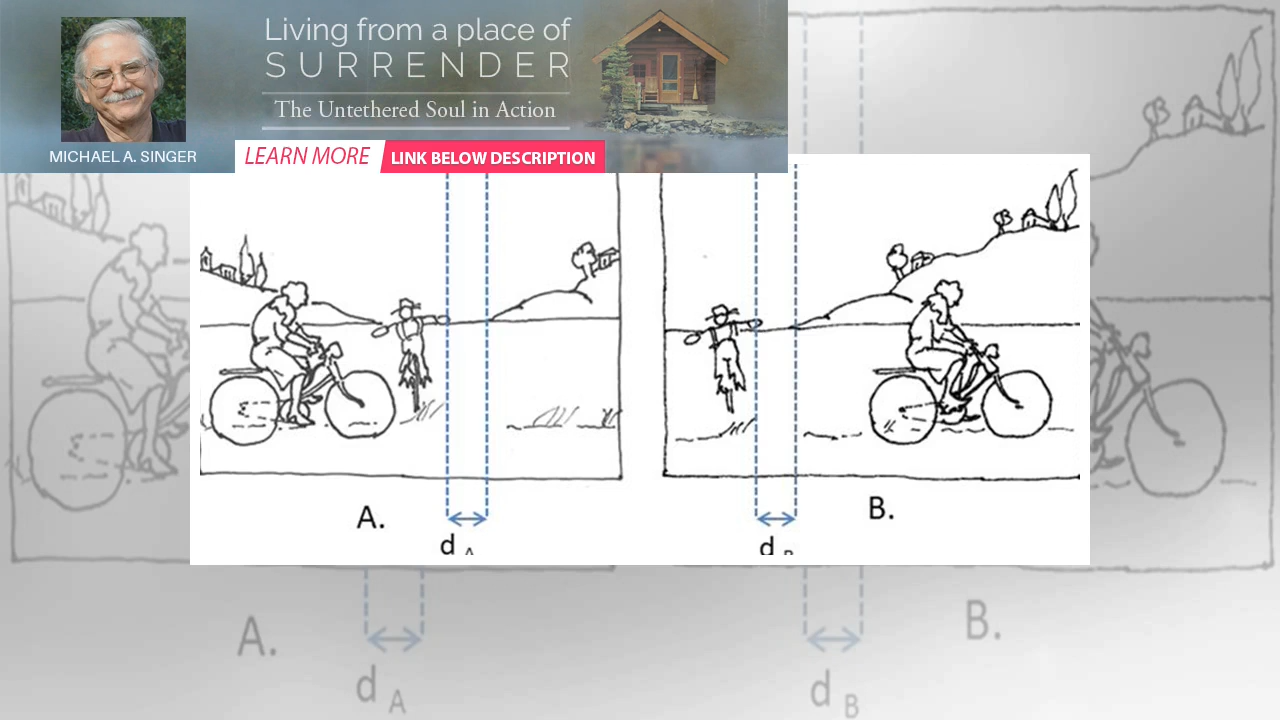 Living from a place of
SURRENDER
The Untethered Soul in Action
MICHAEL A. SINGER
LEARN MORE
LINK BELOW DESCRIPTION
A.
B.
d A
d B
A.
B.
d A
d B